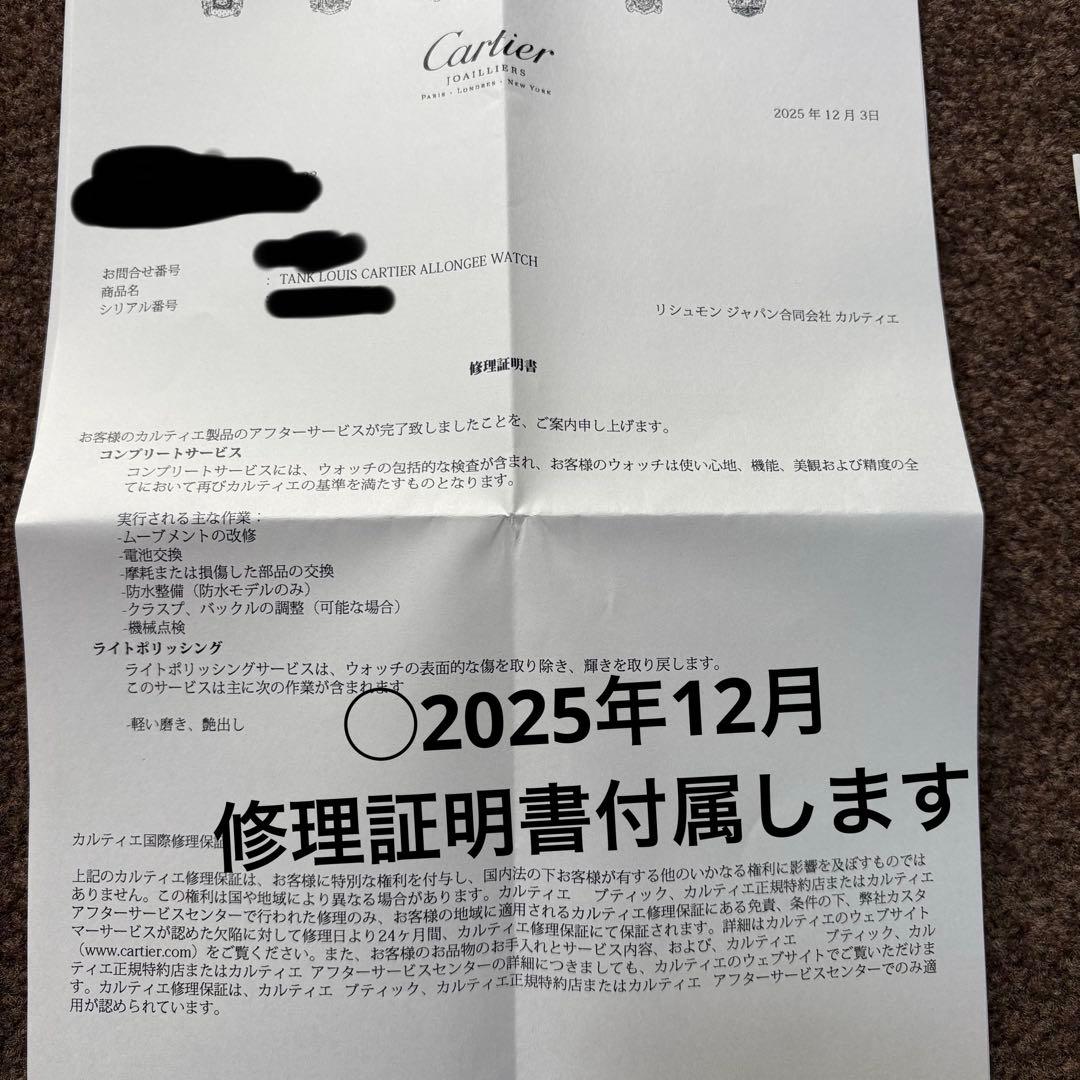 Cartier
JOAILLIERS
PARIS - LONDRES - NEW YORK
2025 年 12 月 3日
お問合せ番号
商品名 : TANK LOUIS CARTIER ALLONGEE WATCH
シリアル番号
リシュモン ジャパン合同会社 カルティエ
修理証明書
お客様のカルティエ製品のアフターサービスが完了致しましたことを、ご案内申し上げます。
コンプリートサービス
コンプリートサービスには、ウォッチの包括的な検査が含まれ、お客様のウォッチは使い心地、機能、美観および精度の全
てにおいて再びカルティエの基準を満たすものとなります。
実行される主な作業：
-ムーブメントの改修
-電池交換
-摩耗または損傷した部品の交換
-防水整備（防水モデルのみ）
-クラスプ、バックルの調整（可能な場合）
-機械点検
ライトポリッシング
ライトポリッシングサービスは、ウォッチの表面的な傷を取り除き、輝きを取り戻します。
このサービスは主に次の作業が含まれます
-軽い磨き、艶出し
◯2025年12月
修理証明書付属します
カルティエ国際修理保証
上記のカルティエ修理保証は、お客様に特別な権利を付与し、国内法の下お客様が有する他のいかなる権利に影響を及ぼすものでは
ありません。この権利は国や地域により異なる場合があります。カルティエ ブティック、カルティエ正規特約店またはカルティエ
アフターサービスセンターで行われた修理のみ、お客様の地域に適用されるカルティエ修理保証にある免責、条件の下、弊社カスタ
マーサービスが認めた欠陥に対して修理日より24ヶ月間、カルティエ修理保証にて保証されます。詳細はカルティエのウェブサイト
（www.cartier.com）をご覧ください。また、お客様のお品物のお手入れとサービス内容、および、カルティエ ブティック、カル
ティエ正規特約店またはカルティエ アフターサービスセンターの詳細につきましても、カルティエのウェブサイトでご覧いただけま
す。カルティエ修理保証は、カルティエ ブティック、カルティエ正規特約店またはカルティエ アフターサービスセンターでのみ適
用が認められています。